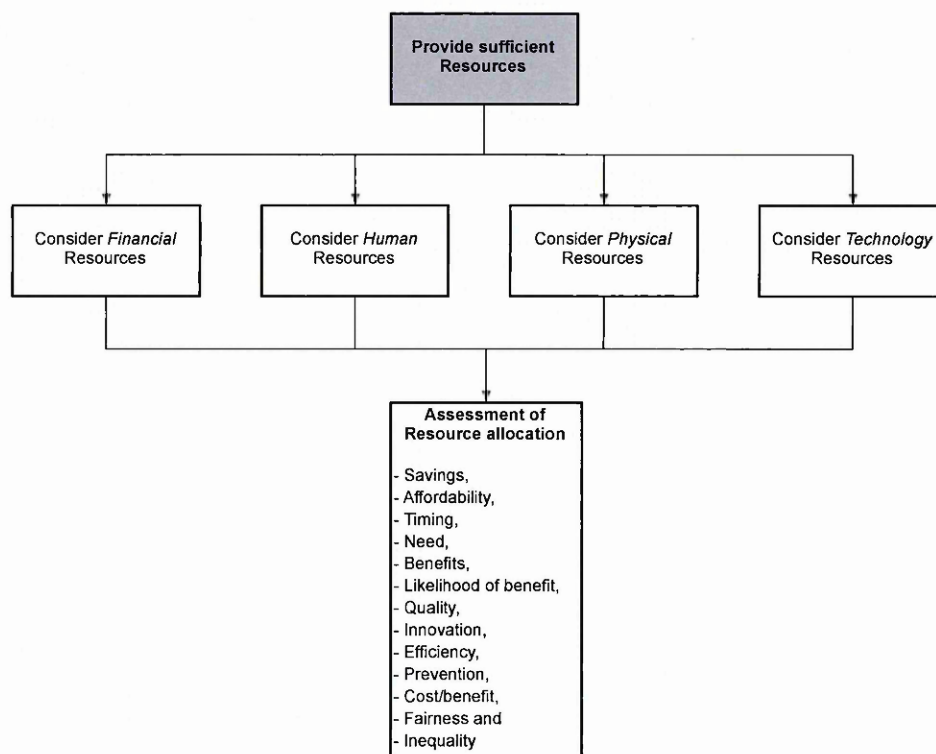 Provide sufficient
Resources
Consider Financial
Resources
Consider Human
Resources
Consider Physical
Resources
Consider Technology
Resources
Assessment of
Resource allocation
- Savings,
- Affordability,
- Timing,
- Need,
- Benefits,
- Likelihood of benefit,
- Quality,
- Innovation,
- Efficiency,
- Prevention,
- Cost/benefit,
- Fairness and
- Inequality